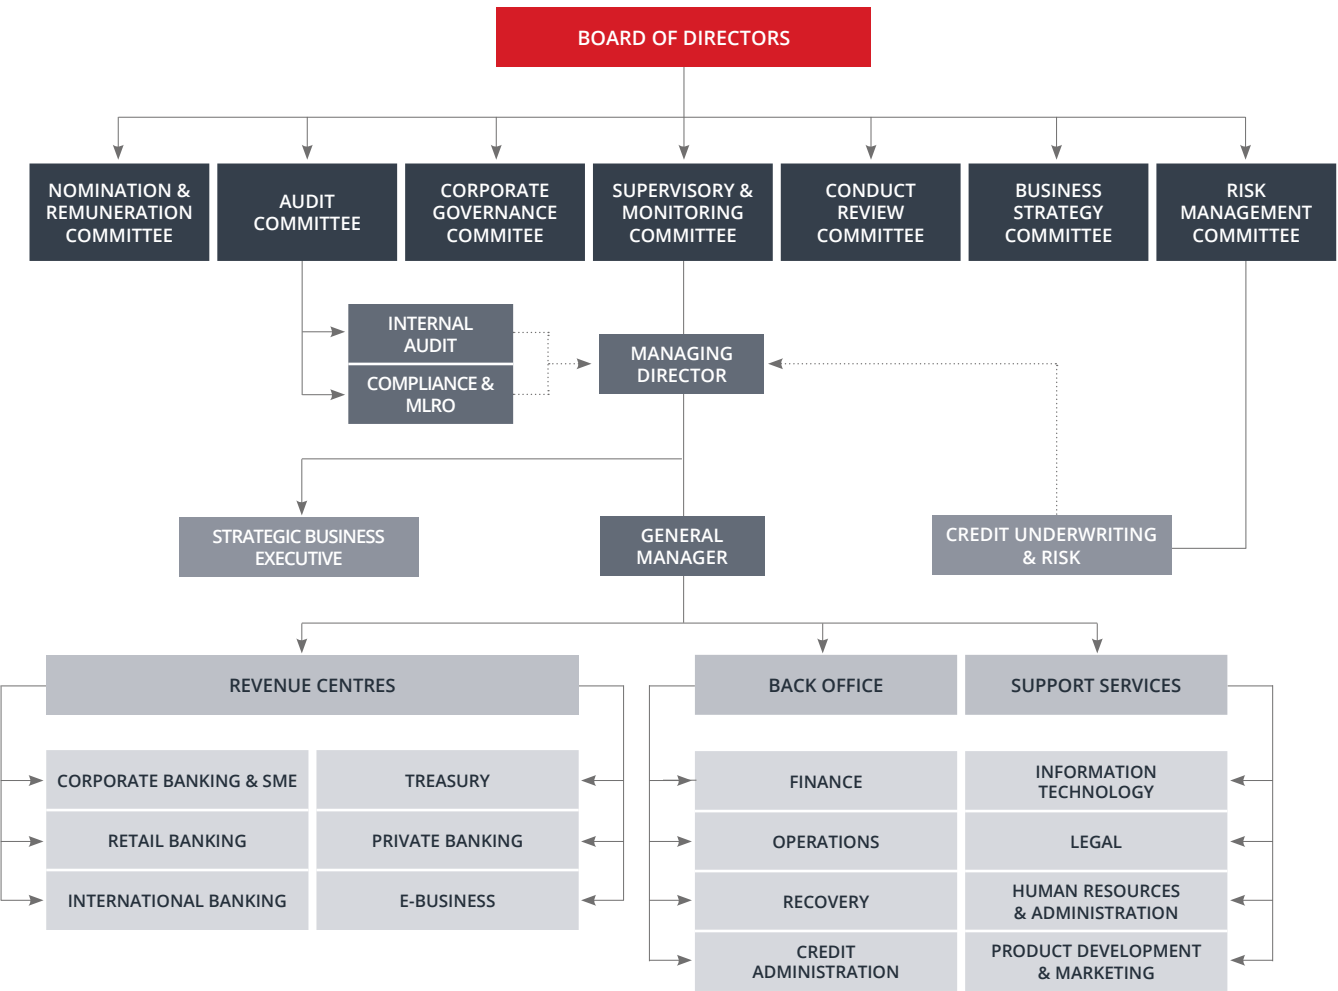 BOARD OF DIRECTORS
NOMINATION &
REMUNERATION
COMMITTEE
AUDIT
COMMITTEE
CORPORATE
GOVERNANCE
COMMITEE
SUPERVISORY &
MONITORING
COMMITTEE
CONDUCT
REVIEW
COMMITTEE
BUSINESS
STRATEGY
COMMITTEE
RISK
MANAGEMENT
COMMITTEE
INTERNAL
AUDIT
COMPLIANCE &
MLRO
MANAGING
DIRECTOR
STRATEGIC BUSINESS
EXECUTIVE
GENERAL
MANAGER
CREDIT UNDERWRITING
& RISK
REVENUE CENTRES
BACK OFFICE
SUPPORT SERVICES
CORPORATE BANKING & SME
TREASURY
RETAIL BANKING
PRIVATE BANKING
INTERNATIONAL BANKING
E-BUSINESS
FINANCE
INFORMATION
TECHNOLOGY
OPERATIONS
LEGAL
RECOVERY
HUMAN RESOURCES
& ADMINISTRATION
CREDIT
ADMINISTRATION
PRODUCT DEVELOPMENT
& MARKETING